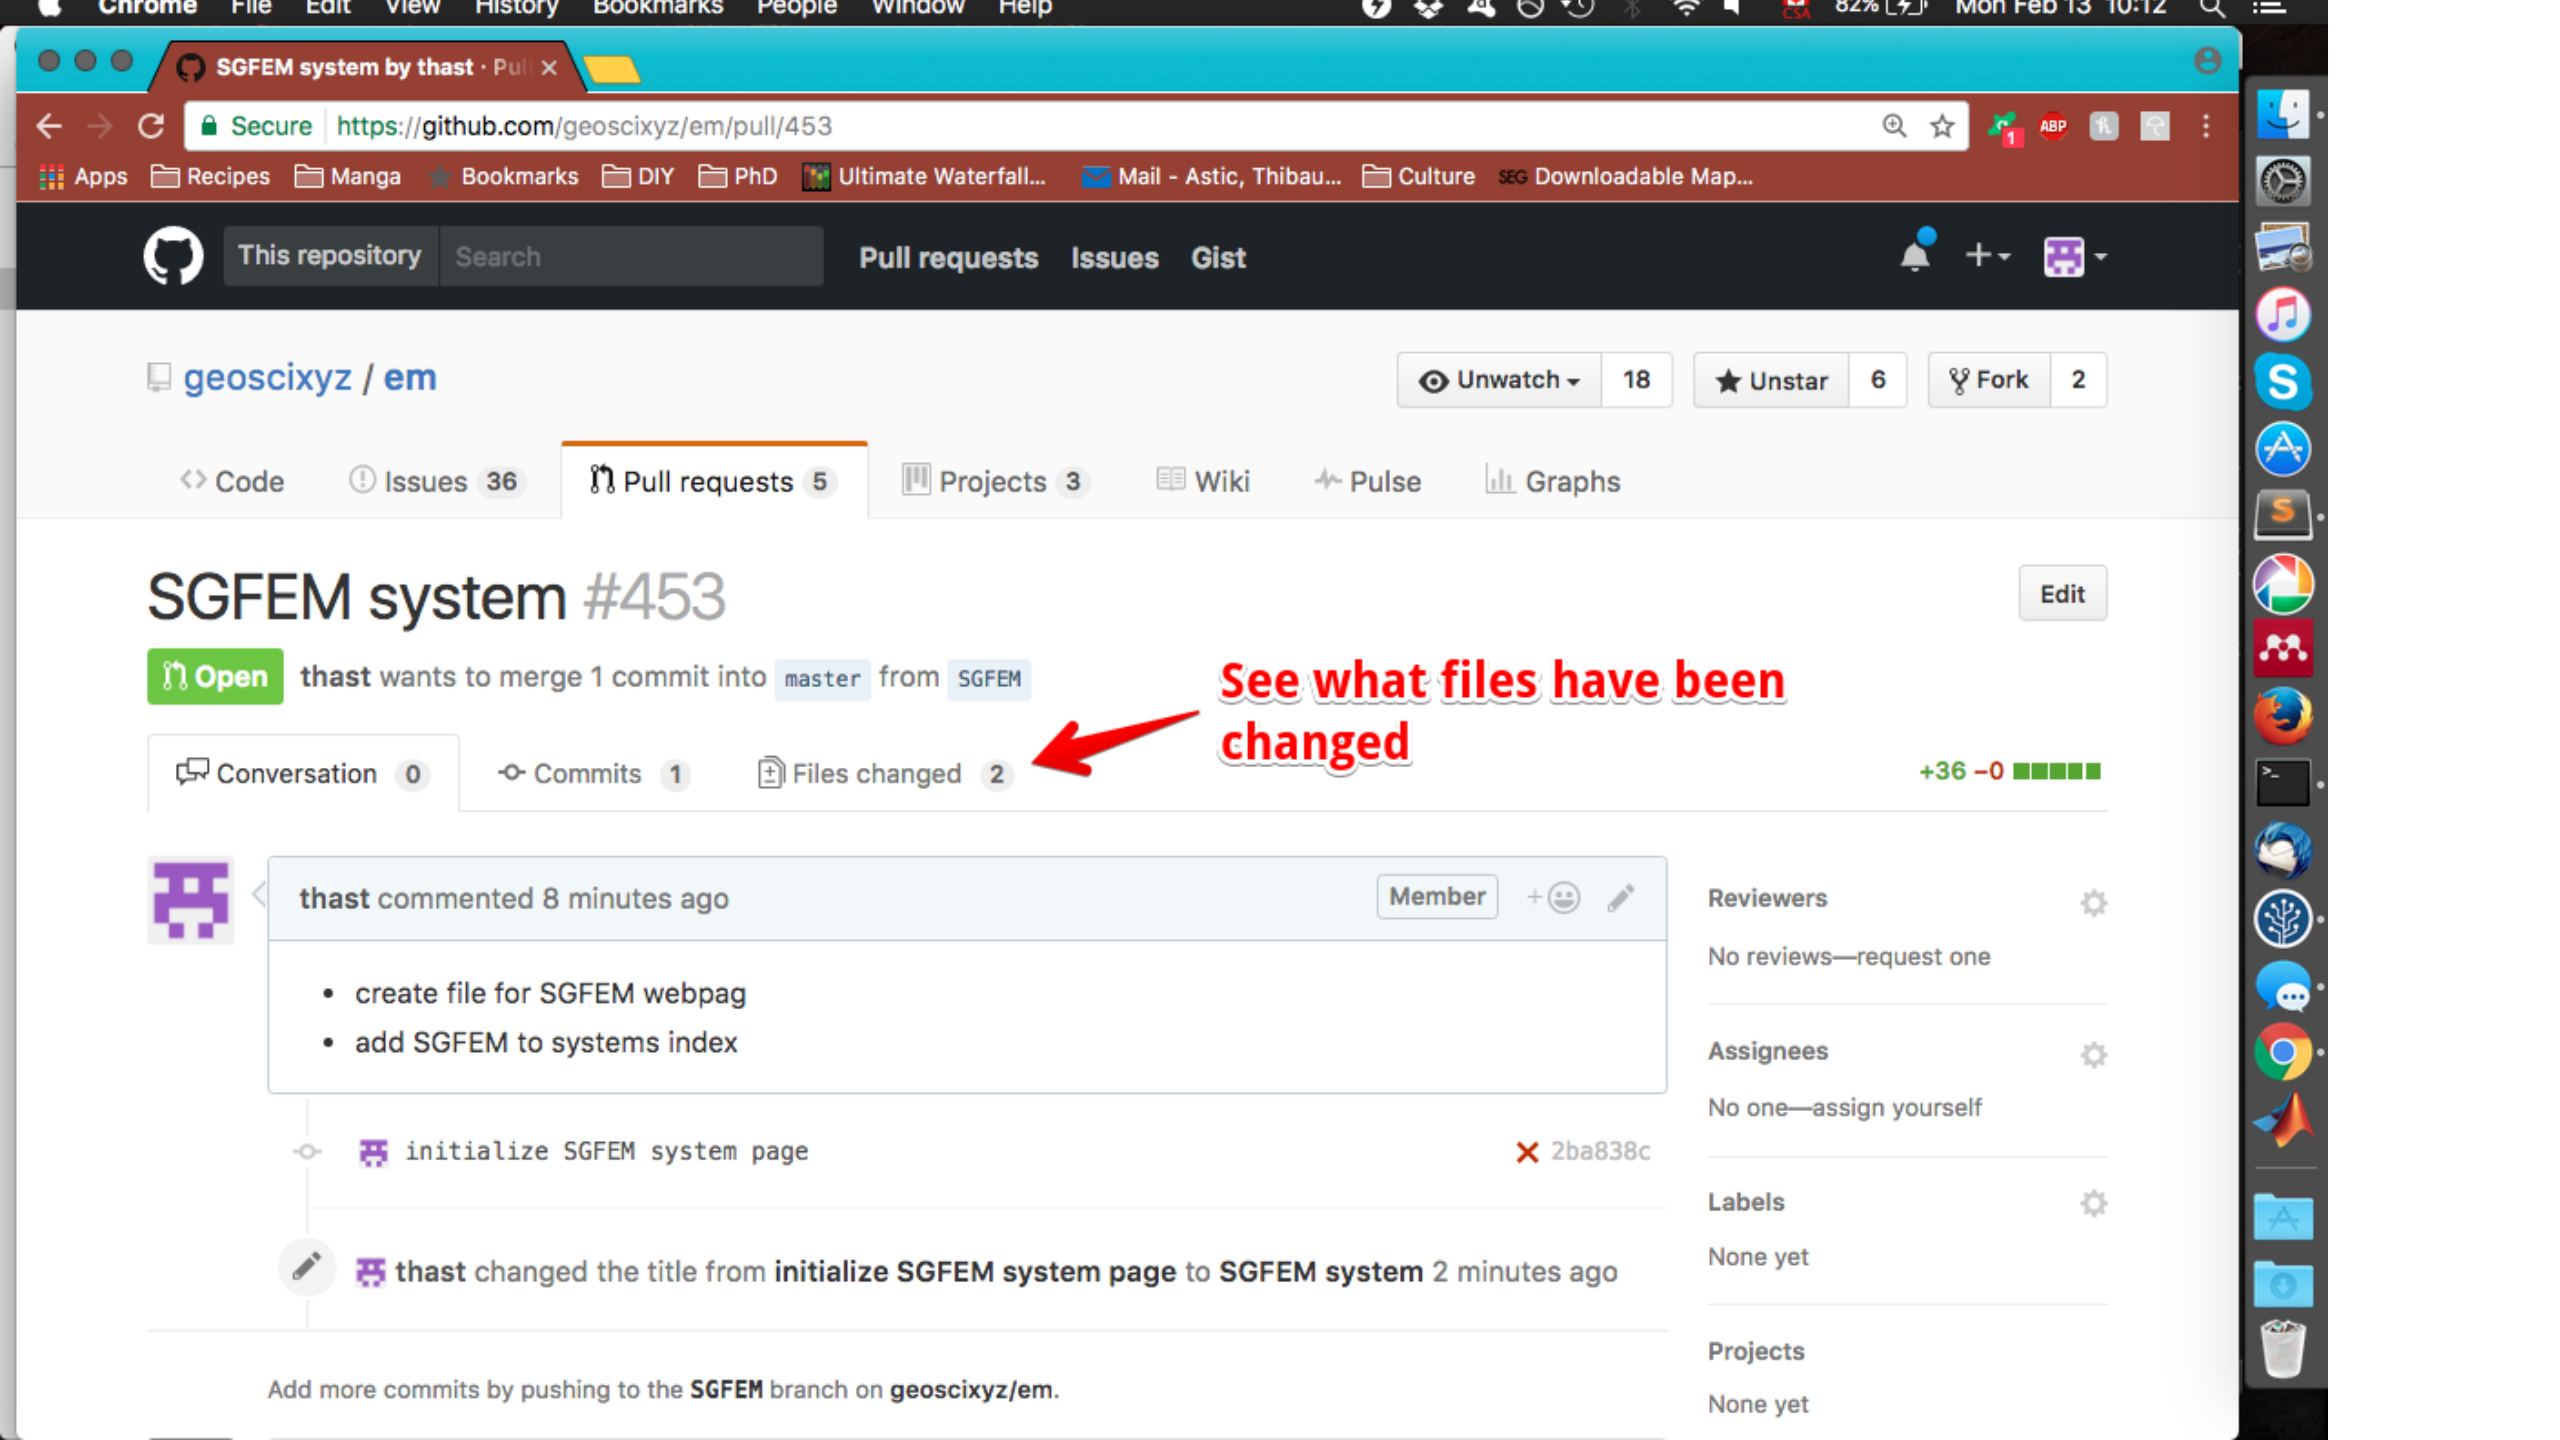 Chrome File Edit View History Bookmarks People Window Help 82% Mon Feb 13 10:12
CSA
SGFEM system by thast · Pull
Secure https://github.com/geoscixyz/em/pull/453
1 ABP
Apps Recipes Manga Bookmarks DIY PhD Ultimate Waterfall... Mail - Astic, Thibau... Culture SEG Downloadable Map...
This repository Search Pull requests Issues Gist
geoscixyz / em Unwatch 18 Unstar 6 Fork 2
Code Issues 36 Pull requests 5 Projects 3 Wiki Pulse Graphs
SGFEM system #453 Edit
Open thast wants to merge 1 commit into master from SGFEM
See what files have been
changed
Conversation 0 Commits 1 Files changed 2 +36 −0
thast commented 8 minutes ago Member
• create file for SGFEM webpag
• add SGFEM to systems index
initialize SGFEM system page 2ba838c
thast changed the title from initialize SGFEM system page to SGFEM system 2 minutes ago
Add more commits by pushing to the SGFEM branch on geoscixyz/em.
Reviewers
No reviews—request one
Assignees
No one—assign yourself
Labels
None yet
Projects
None yet